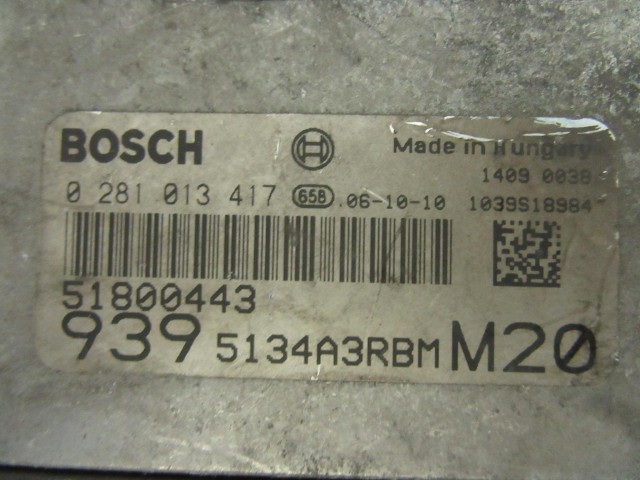 BOSCH Made in Hungary
1409 0038
0 281 013 417 65B .06-10-10 1039S18984
51800443
939 5134A3RBM M20